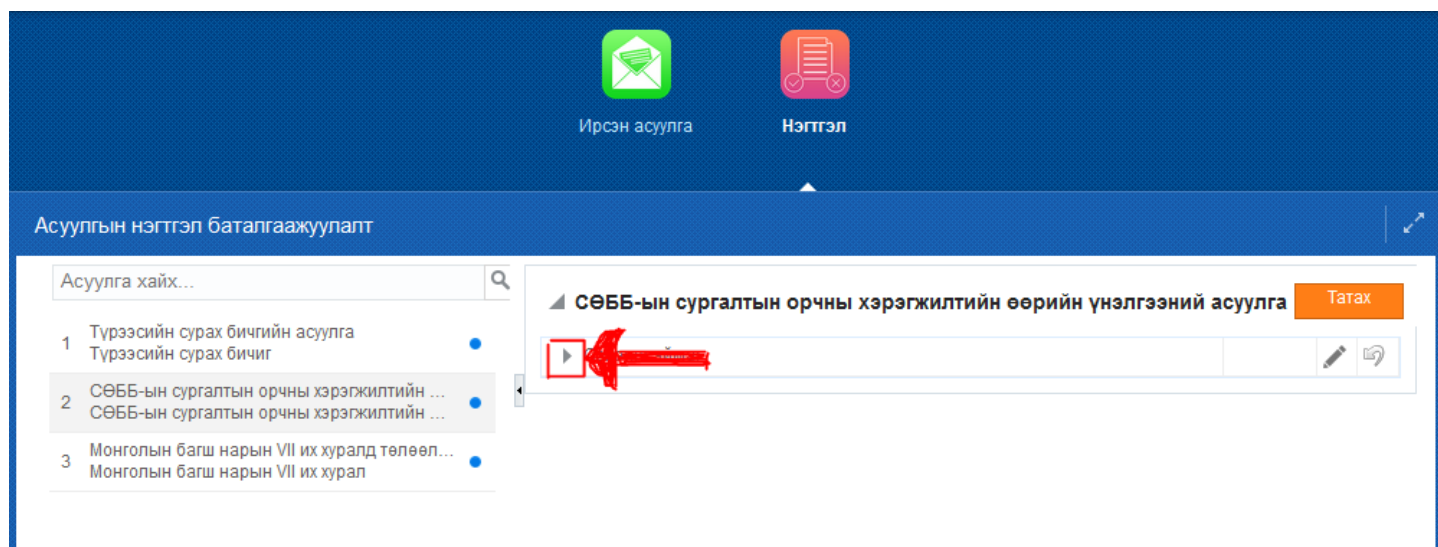 Ирсэн асуулга
Нэгтгэл
Асуулгын нэгтгэл баталгаажуулалт
Асуулга хайх...
1 Түрээсийн сурах бичгийн асуулга
Түрээсийн сурах бичиг
2 СӨББ-ын сургалтын орчны хэрэгжилтийн ...
СӨББ-ын сургалтын орчны хэрэгжилтийн ...
3 Монголын багш нарын VII их хуралд төлөөл...
Монголын багш нарын VII их хурал
СӨББ-ын сургалтын орчны хэрэгжилтийн өөрийн үнэлгээний асуулга
Татах